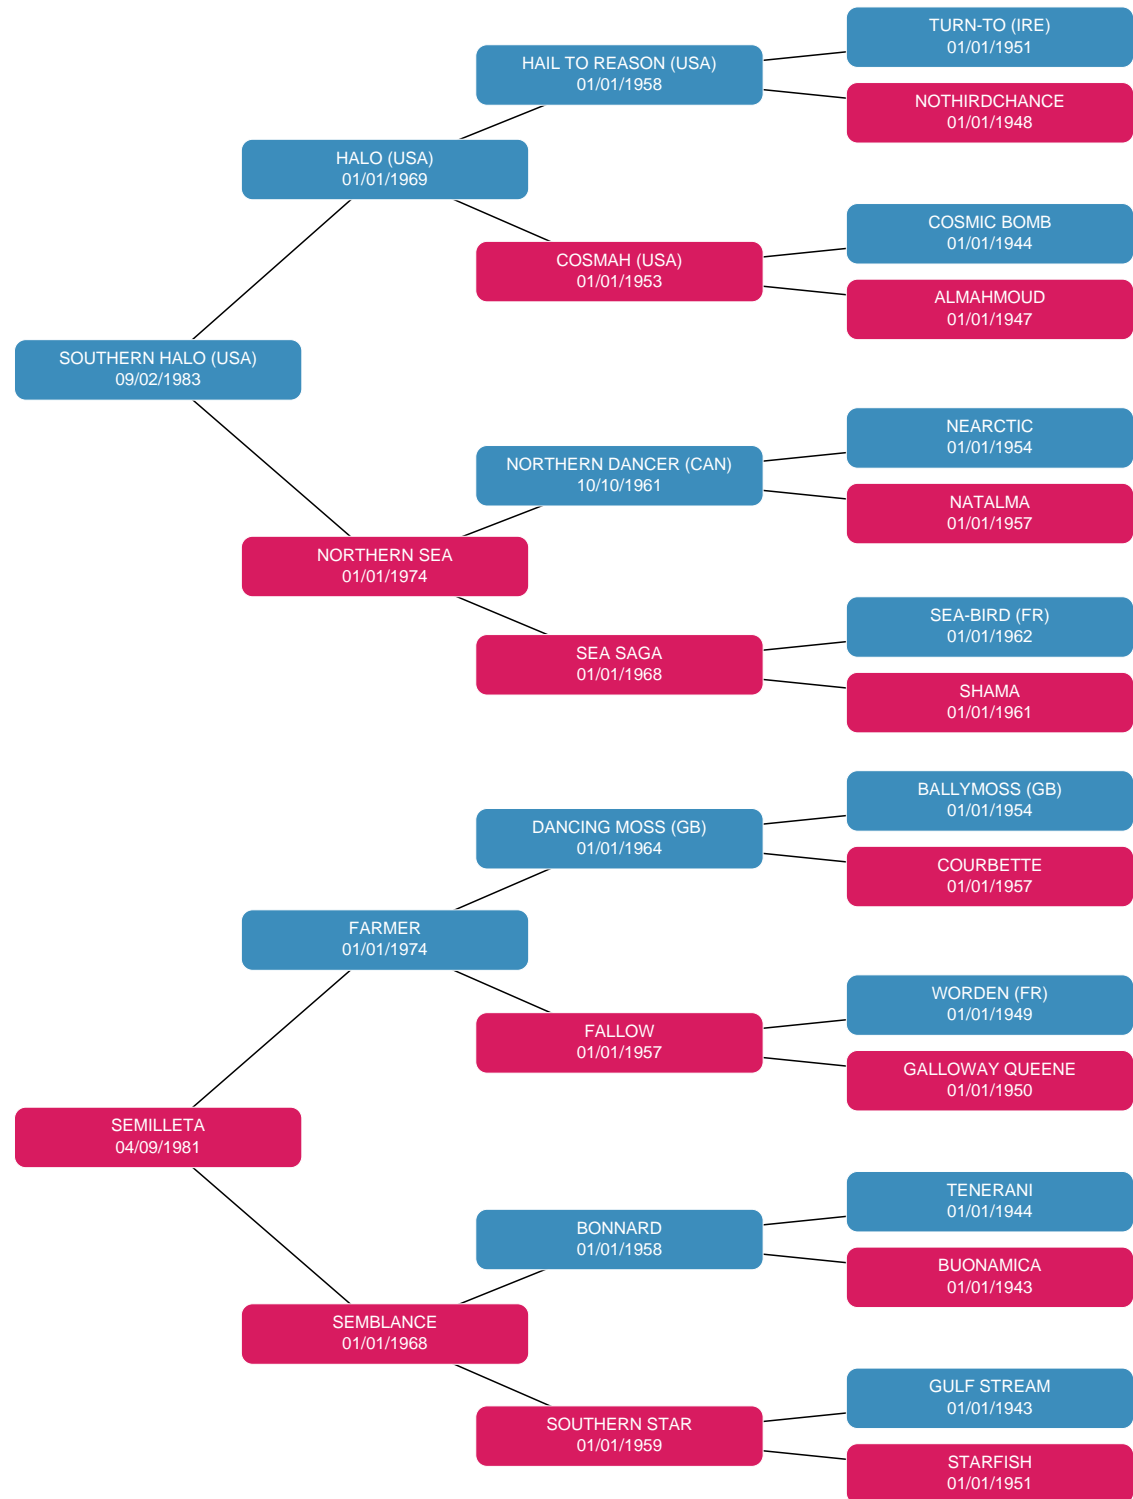 TURN-TO (IRE)
01/01/1951
HAIL TO REASON (USA)
01/01/1958
NOTHIRDCHANCE
01/01/1948
HALO (USA)
01/01/1969
COSMIC BOMB
01/01/1944
COSMAH (USA)
01/01/1953
ALMAHMOUD
01/01/1947
SOUTHERN HALO (USA)
09/02/1983
NEARCTIC
01/01/1954
NORTHERN DANCER (CAN)
10/10/1961
NATALMA
01/01/1957
NORTHERN SEA
01/01/1974
SEA-BIRD (FR)
01/01/1962
SEA SAGA
01/01/1968
SHAMA
01/01/1961
BALLYMOSS (GB)
01/01/1954
DANCING MOSS (GB)
01/01/1964
COURBETTE
01/01/1957
FARMER
01/01/1974
WORDEN (FR)
01/01/1949
FALLOW
01/01/1957
GALLOWAY QUEENE
01/01/1950
SEMILLETA
04/09/1981
TENERANI
01/01/1944
BONNARD
01/01/1958
BUONAMICA
01/01/1943
SEMBLANCE
01/01/1968
GULF STREAM
01/01/1943
SOUTHERN STAR
01/01/1959
STARFISH
01/01/1951